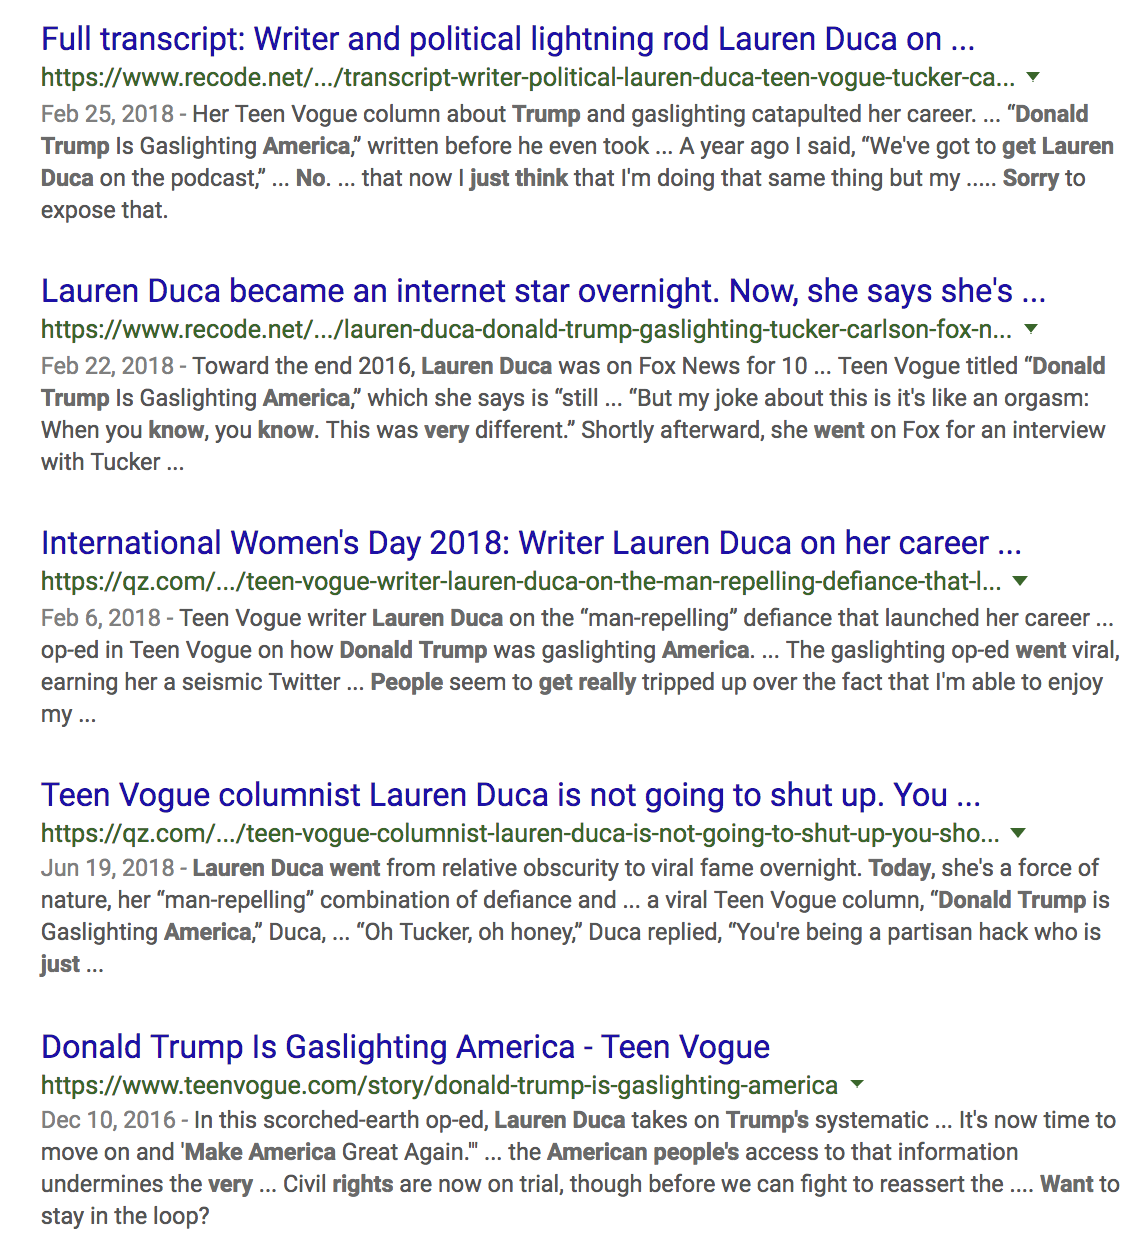 Full transcript: Writer and political lightning rod Lauren Duca on ...
https://www.recode.net/.../transcript-writer-political-lauren-duca-teen-vogue-tucker-ca...
Feb 25, 2018 - Her Teen Vogue column about Trump and gaslighting catapulted her career. ... “Donald
Trump Is Gaslighting America,” written before he even took ... A year ago I said, “We've got to get Lauren
Duca on the podcast,” ... No. ... that now I just think that I'm doing that same thing but my ..... Sorry to
expose that.
Lauren Duca became an internet star overnight. Now, she says she's ...
https://www.recode.net/.../lauren-duca-donald-trump-gaslighting-tucker-carlson-fox-n...
Feb 22, 2018 - Toward the end 2016, Lauren Duca was on Fox News for 10 ... Teen Vogue titled “Donald
Trump Is Gaslighting America,” which she says is “still ... “But my joke about this is it's like an orgasm:
When you know, you know. This was very different.” Shortly afterward, she went on Fox for an interview
with Tucker ...
International Women's Day 2018: Writer Lauren Duca on her career ...
https://qz.com/.../teen-vogue-writer-lauren-duca-on-the-man-repelling-defiance-that-l...
Feb 6, 2018 - Teen Vogue writer Lauren Duca on the “man-repelling” defiance that launched her career ...
op-ed in Teen Vogue on how Donald Trump was gaslighting America. ... The gaslighting op-ed went viral,
earning her a seismic Twitter ... People seem to get really tripped up over the fact that I'm able to enjoy
my ...
Teen Vogue columnist Lauren Duca is not going to shut up. You ...
https://qz.com/.../teen-vogue-columnist-lauren-duca-is-not-going-to-shut-up-you-sho...
Jun 19, 2018 - Lauren Duca went from relative obscurity to viral fame overnight. Today, she's a force of
nature, her “man-repelling” combination of defiance and ... a viral Teen Vogue column, “Donald Trump is
Gaslighting America,” Duca, ... “Oh Tucker, oh honey,” Duca replied, “You're being a partisan hack who is
just ...
Donald Trump Is Gaslighting America - Teen Vogue
https://www.teenvogue.com/story/donald-trump-is-gaslighting-america
Dec 10, 2016 - In this scorched-earth op-ed, Lauren Duca takes on Trump's systematic ... It's now time to
move on and 'Make America Great Again.'" ... the American people's access to that information
undermines the very ... Civil rights are now on trial, though before we can fight to reassert the .... Want to
stay in the loop?